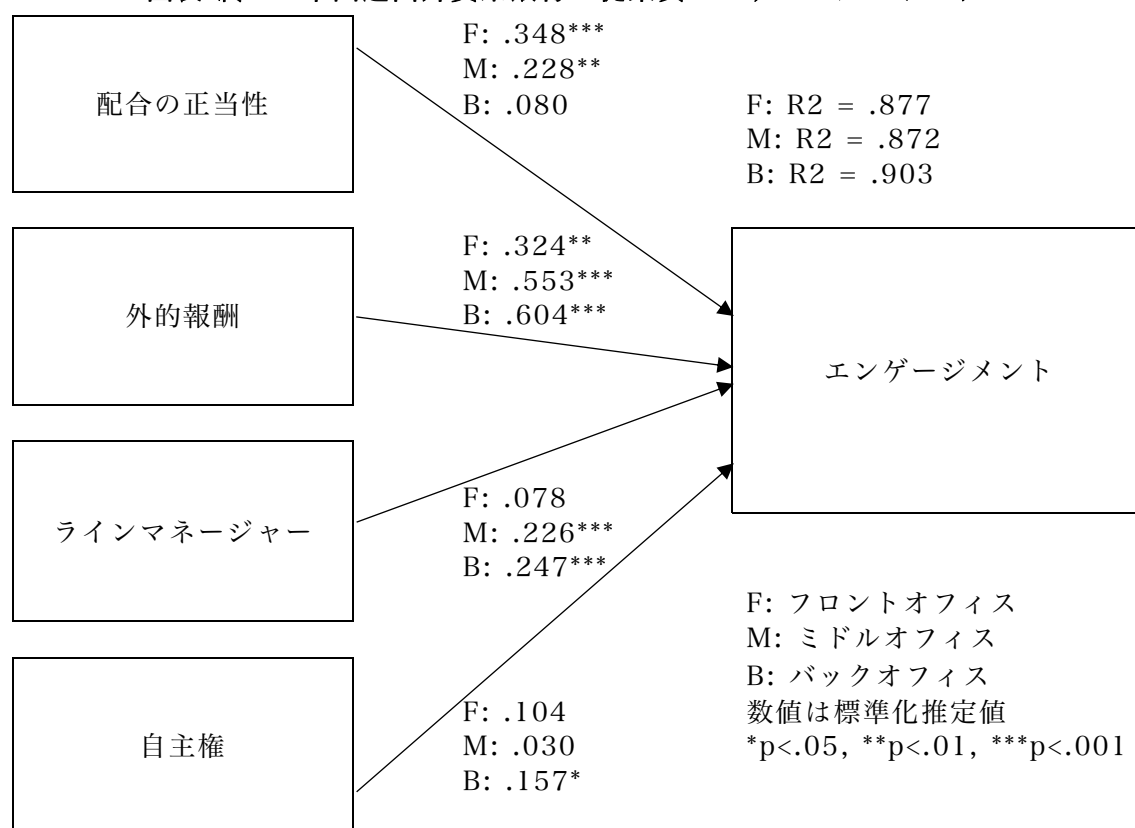 配合の正当性
F: .348***
M: .228**
B: .080
F: R2 = .877
M: R2 = .872
B: R2 = .903
外的報酬
F: .324**
M: .553***
B: .604***
エンゲージメント
ラインマネージャー
F: .078
M: .226***
B: .247***
自主権
F: .104
M: .030
B: .157*
F: フロントオフィス
M: ミドルオフィス
B: バックオフィス
数値は標準化推定値
*p<.05, **p<.01, ***p<.001